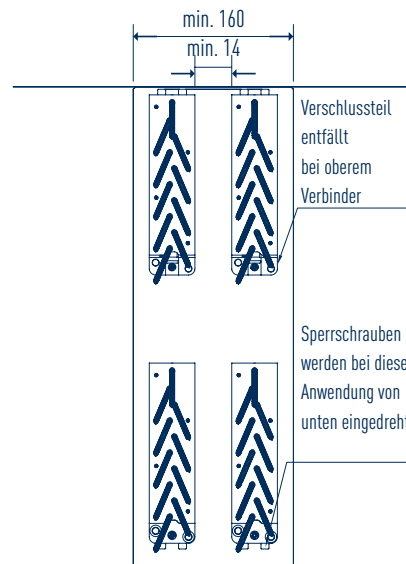 min. 160
min. 14
Verschlussteil
entfällt
bei oberem
Verbinder
Sperrschrauben
werden bei diese
Anwendung von
unten eingedreht